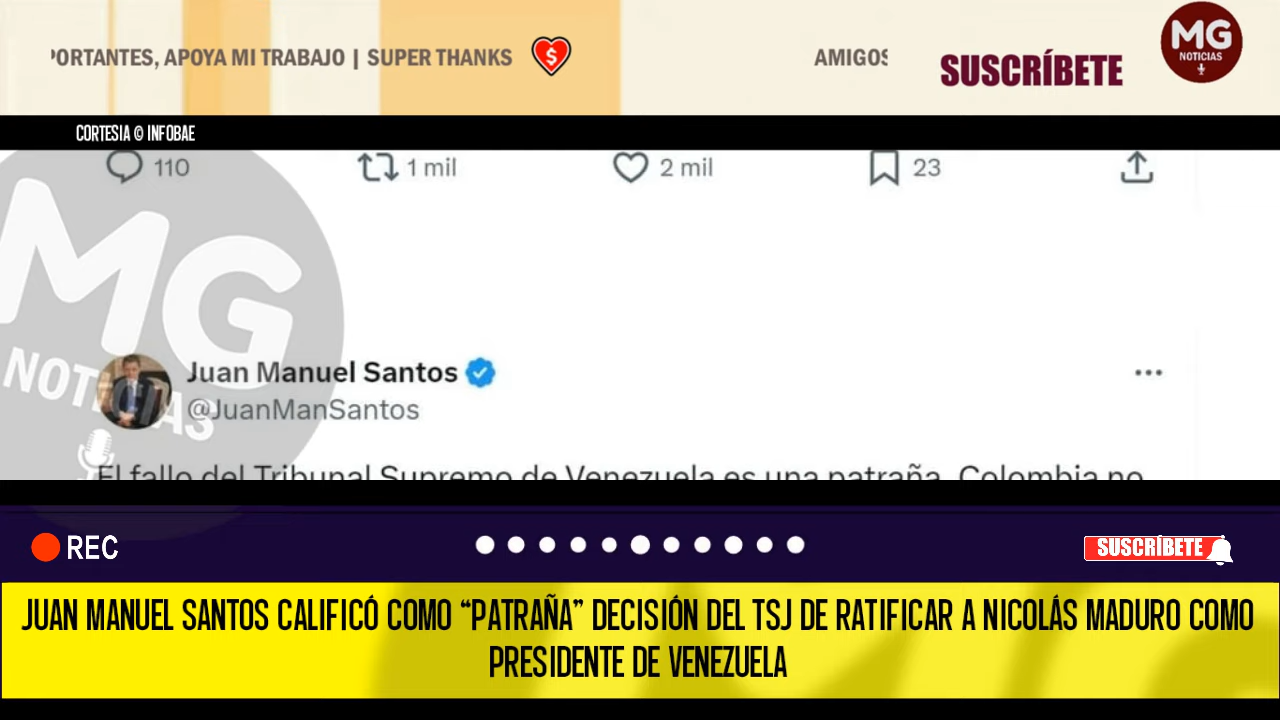 PORTANTES, APOYA MI TRABAJO | SUPER THANKS
AMIGOS
SUSCRÍBETE
MG
NOTICIAS
CORTESIA © INFOBAE
110
1 mil
2 mil
23
MG
NOTICIAS
Juan Manuel Santos
@JuanManSantos
El fallo del Tribunal Supremo de Venezuela es una patraña. Colombia no
REC
SUSCRÍBETE
JUAN MANUEL SANTOS CALIFICÓ COMO “PATRAÑA” DECISIÓN DEL TSJ DE RATIFICAR A NICOLÁS MADURO COMO
PRESIDENTE DE VENEZUELA